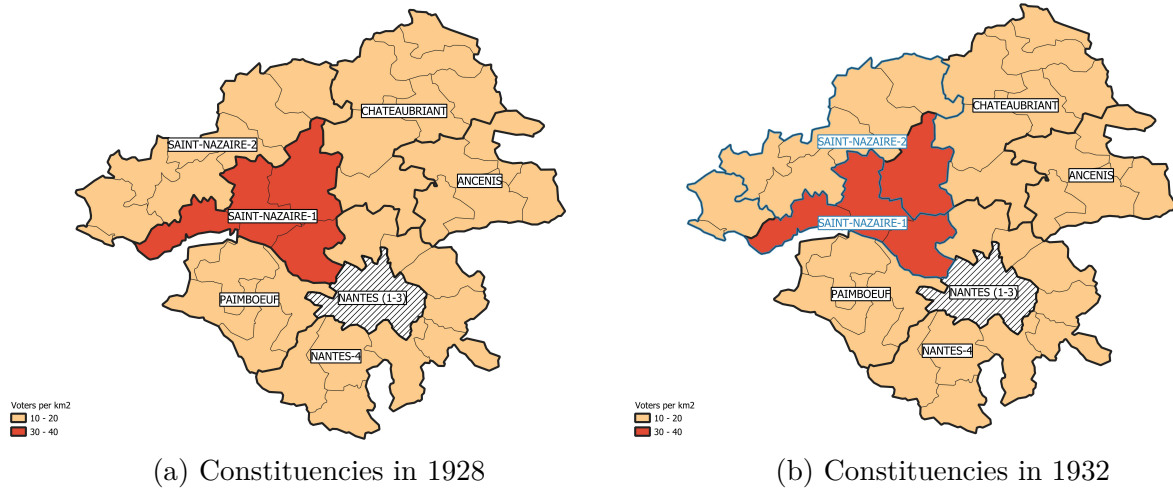 CHATEAUBRIANT
SAINT-NAZAIRE-2
ANCENIS
SAINT-NAZAIRE-1
PAIMBOEUF
NANTES (1-3)
NANTES-4
Voters per km2
10 - 20
30 - 40
(a) Constituencies in 1928
CHATEAUBRIANT
SAINT-NAZAIRE-2
ANCENIS
SAINT-NAZAIRE-1
PAIMBOEUF
NANTES (1-3)
NANTES-4
Voters per km2
10 - 20
30 - 40
(b) Constituencies in 1932